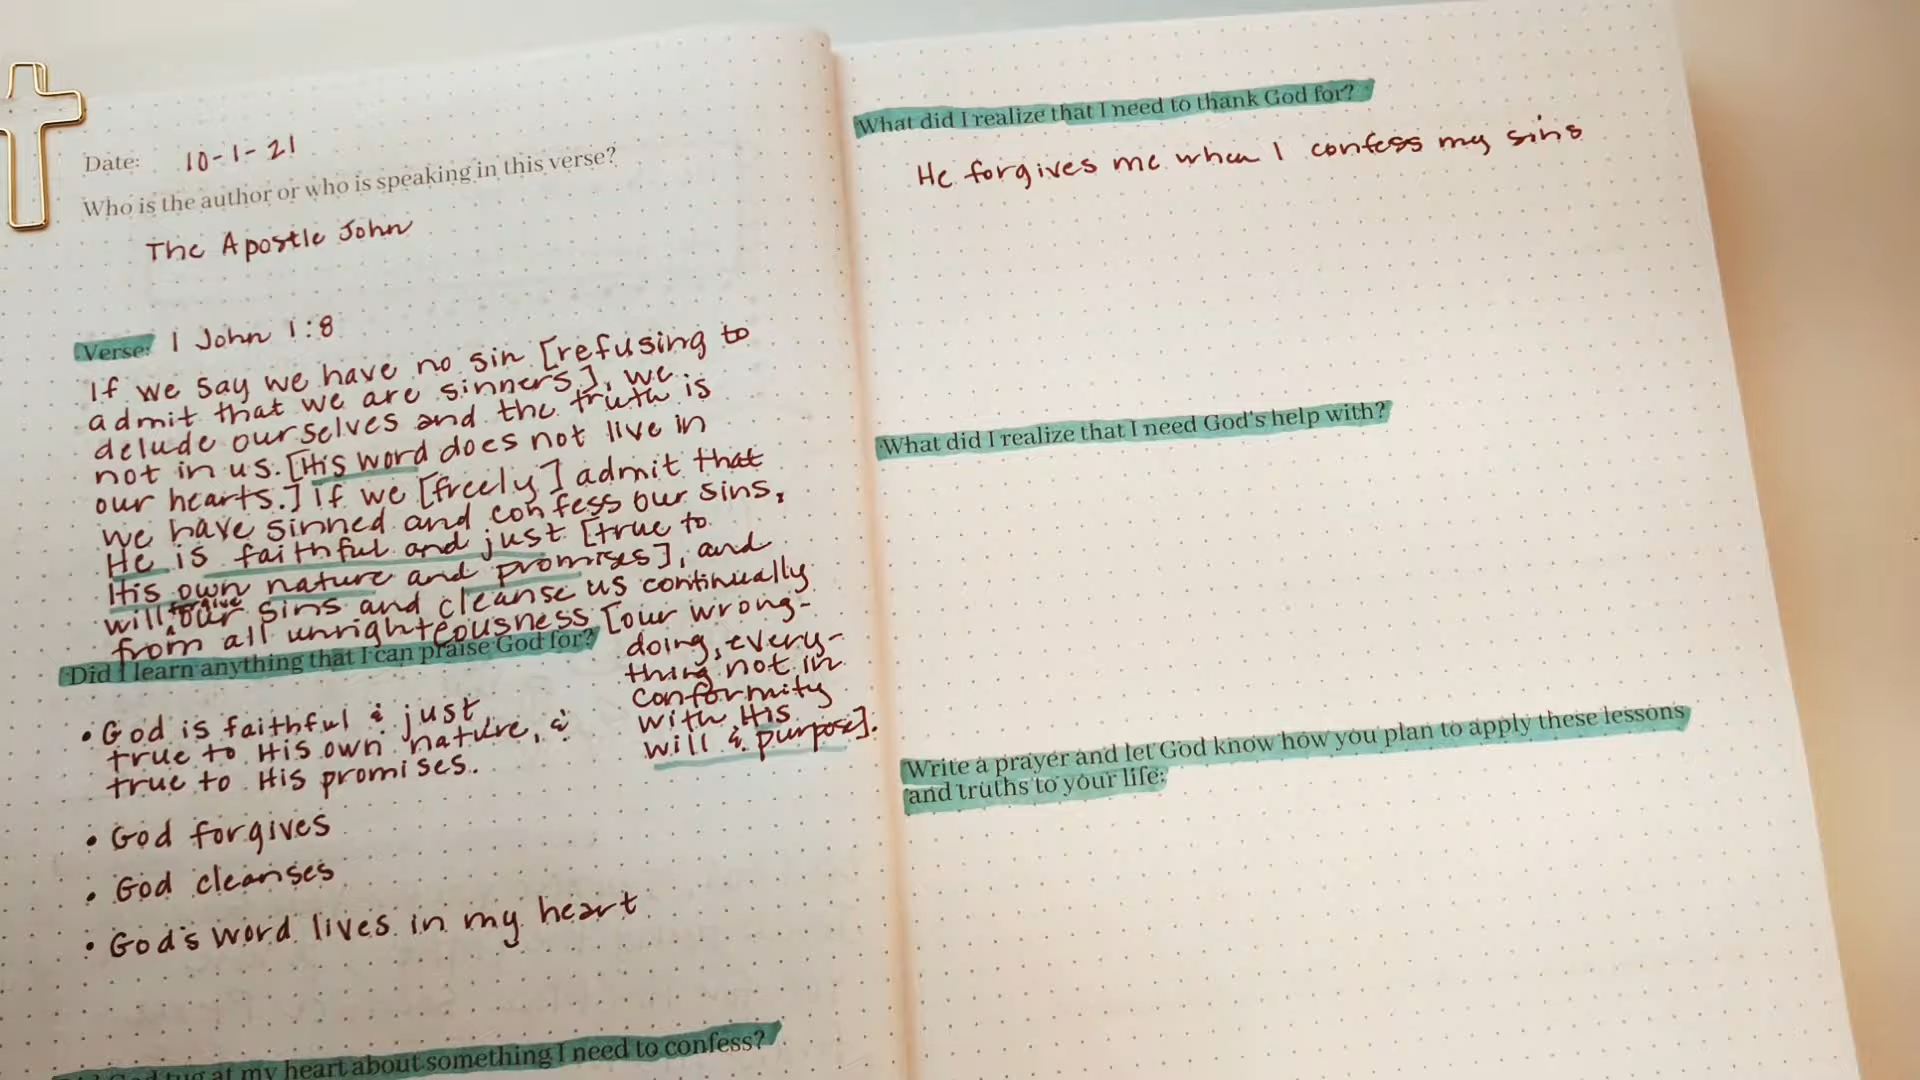 Date: 10-1-21
Who is the author or who is speaking in this verse?
The Apostle John
Verse: 1 John 1:8
If we say we have no sin [refusing to
admit that we are sinners], we
delude ourselves and the truth is
not in us. [His word does not live in
our hearts.] If we [freely] admit that
we have sinned and confess our sins,
He is faithful and just [true to
His own nature and promises], and
will forgive our sins and cleanse us continually
from all unrighteousness [our wrong-
doing, every-
thing not in
conformity
with His
will & purpose].
Did I learn anything that I can praise God for?
• God is faithful & just
true to His own nature, &
true to His promises.
• God forgives
• God cleanses
• God's word lives in my heart
God tug at my heart about something I need to confess?
What did I realize that I need to thank God for?
He forgives me when I confess my sins
What did I realize that I need God's help with?
Write a prayer and let God know how you plan to apply these lessons
and truths to your life: